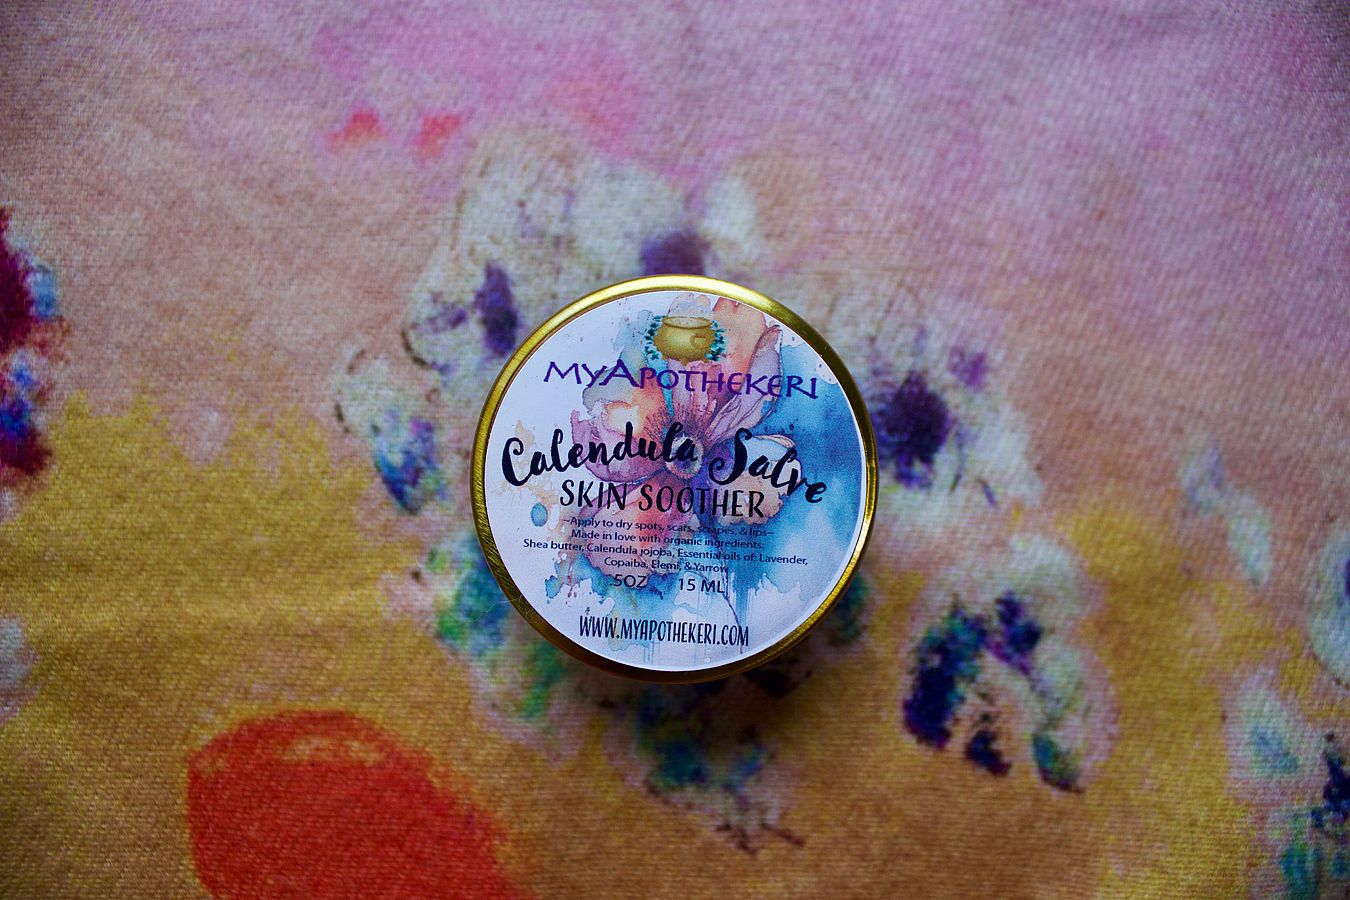 MyApothekeri
Calendula Salve
SKIN SOOTHER
~Apply to dry spots, scars, scrapes, & lips~
Made in love with organic ingredients:
Shea butter, Calendula jojoba, Essential oils of: Lavender,
Copaiba, Elemi, & Yarrow
.5OZ 15 ML
WWW.MYAPOTHEKERI.COM